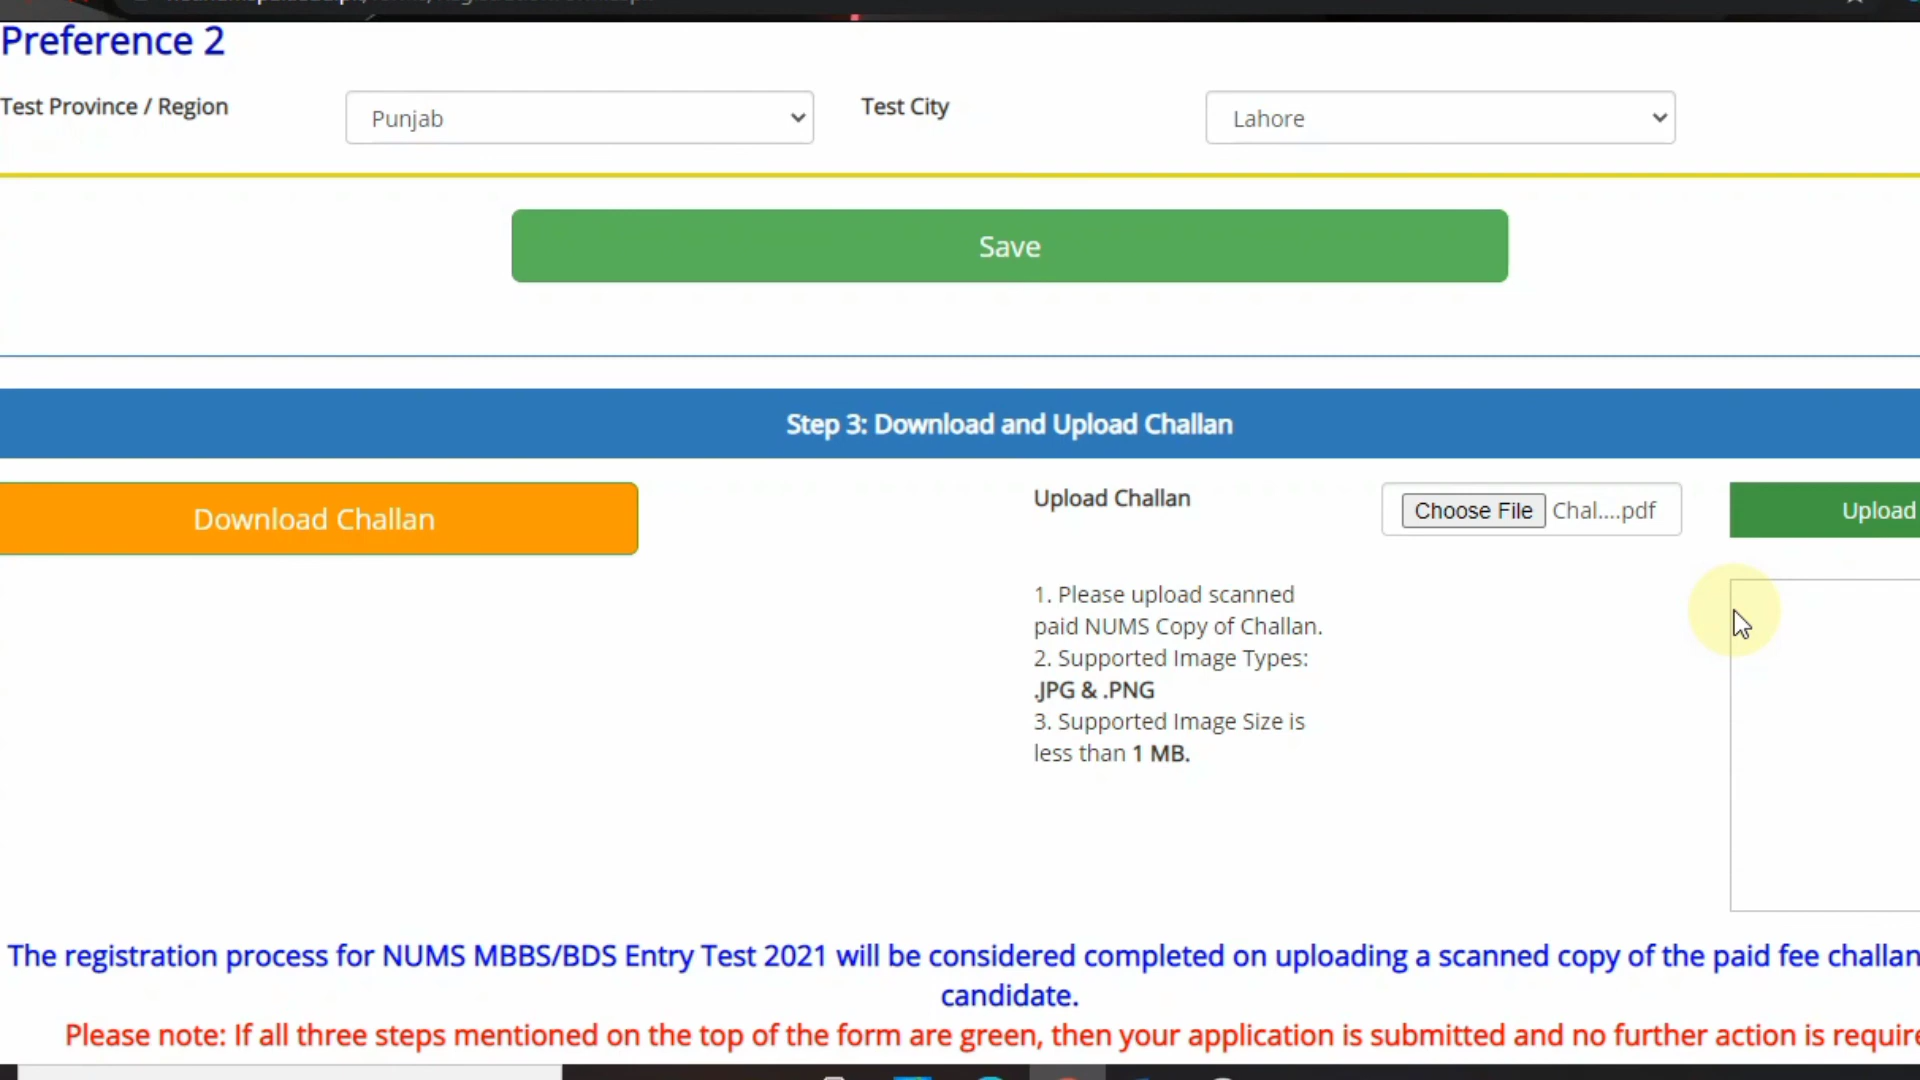 Preference 2
Test Province / Region
Punjab
Test City
Lahore
Save
Step 3: Download and Upload Challan
Download Challan
Upload Challan
Choose File Chal....pdf
Upload
1. Please upload scanned
paid NUMS Copy of Challan.
2. Supported Image Types:
.JPG & .PNG
3. Supported Image Size is
less than 1 MB.
The registration process for NUMS MBBS/BDS Entry Test 2021 will be considered completed on uploading a scanned copy of the paid fee challan
candidate.
Please note: If all three steps mentioned on the top of the form are green, then your application is submitted and no further action is require